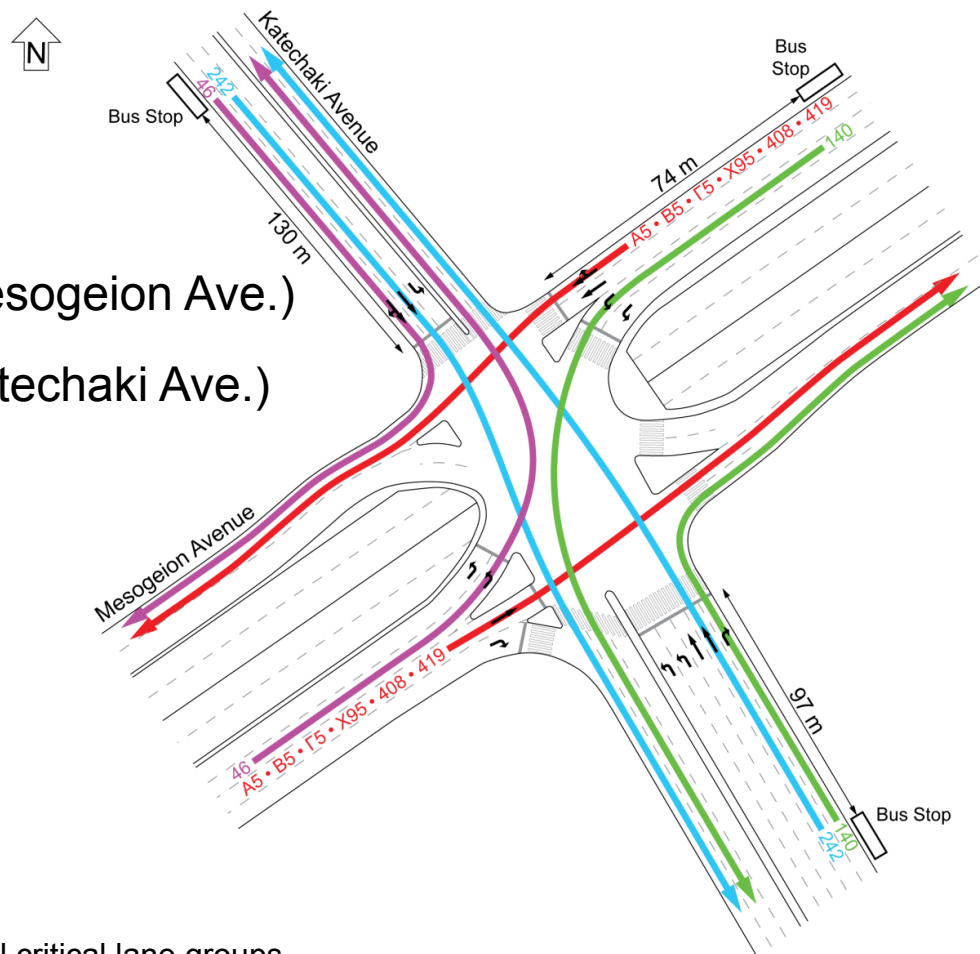 N
Katechaki Avenue
Bus
Stop
242
46
Bus Stop
A5 • B5 • Γ5 • X95 • 408 • 419
140
74 m
130 m
esogeion Ave.)
techaki Ave.)
Mesogeion Avenue
46
A5 • B5 • Γ5 • X95 • 408 • 419
97 m
Bus Stop
140
242
critical lane groups